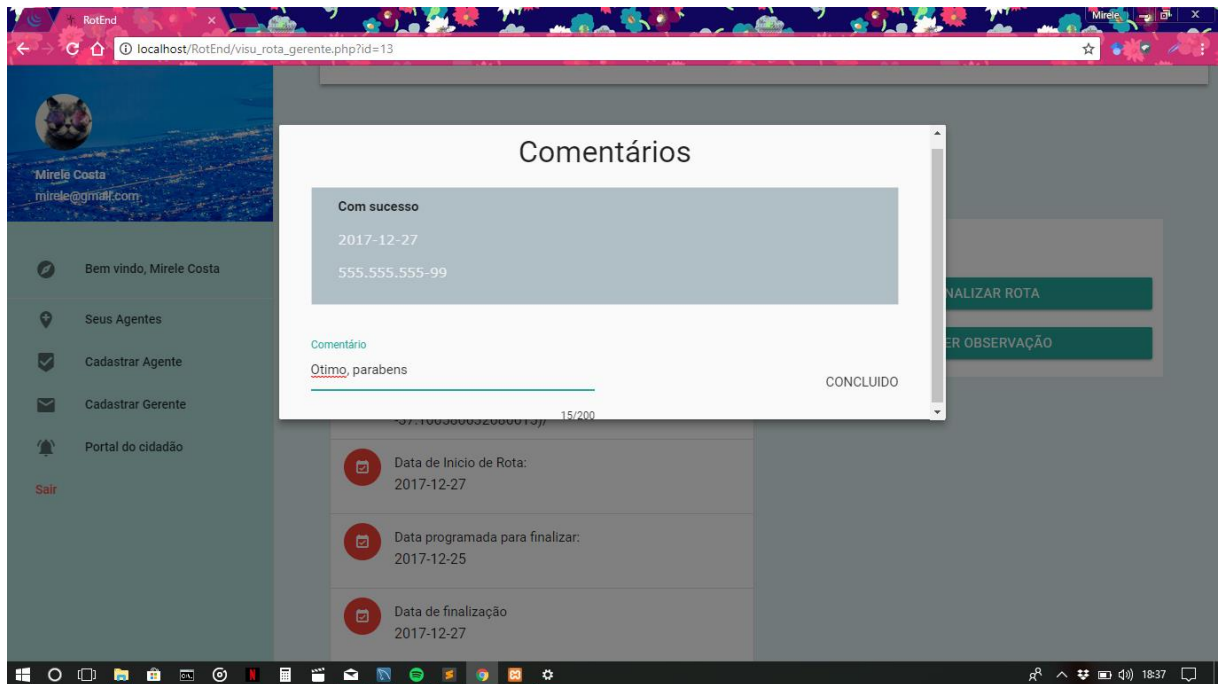 RotEnd
Mirele
localhost/RotEnd/visu_rota_gerente.php?id=13
Mirele Costa
mirele@gmail.com
Bem vindo, Mirele Costa
Seus Agentes
Cadastrar Agente
Cadastrar Gerente
Portal do cidadão
Sair
Comentários
Com sucesso
2017-12-27
555.555.555-99
Comentário
Otimo, parabens
15/200
CONCLUIDO
NALIZAR ROTA
ER OBSERVAÇÃO
Data de Inicio de Rota:
2017-12-27
Data programada para finalizar:
2017-12-25
Data de finalização
2017-12-27
18:37